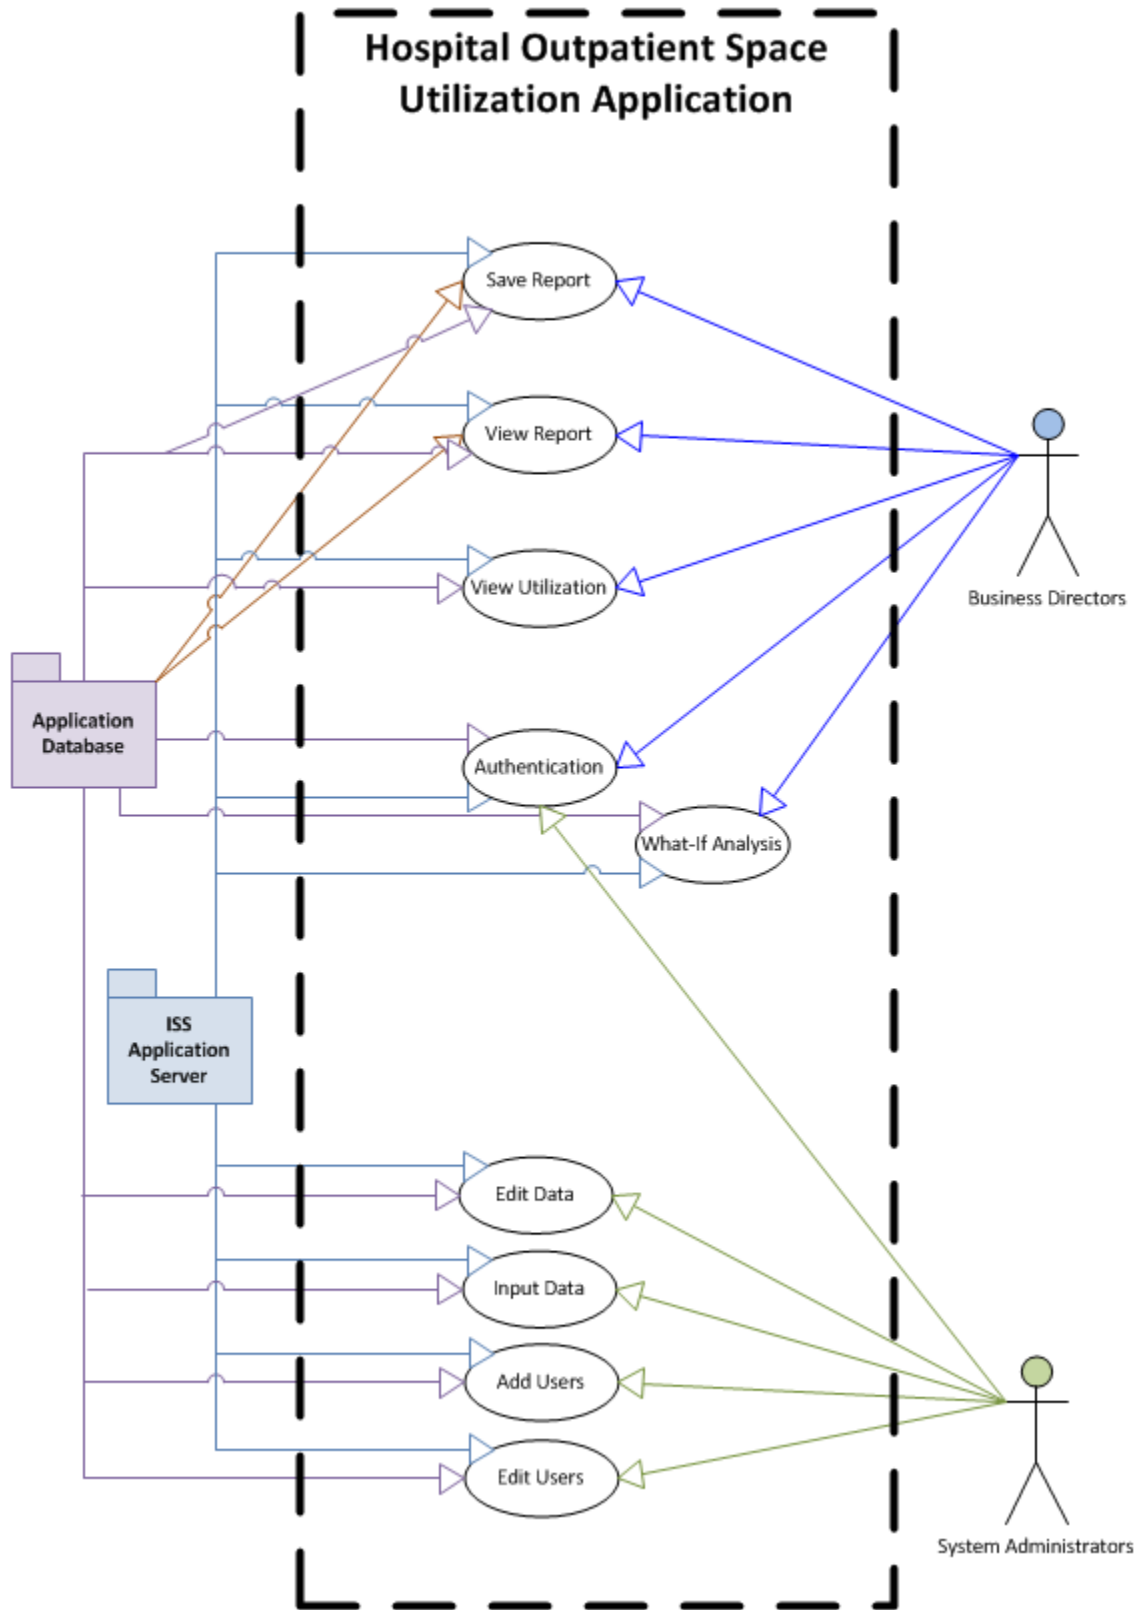 Hospital Outpatient Space
Utilization Application
Save Report
View Report
View Utilization
Business Directors
Application
Database
Authentication
What-If Analysis
ISS
Application
Server
Edit Data
Input Data
Add Users
Edit Users
System Administrators